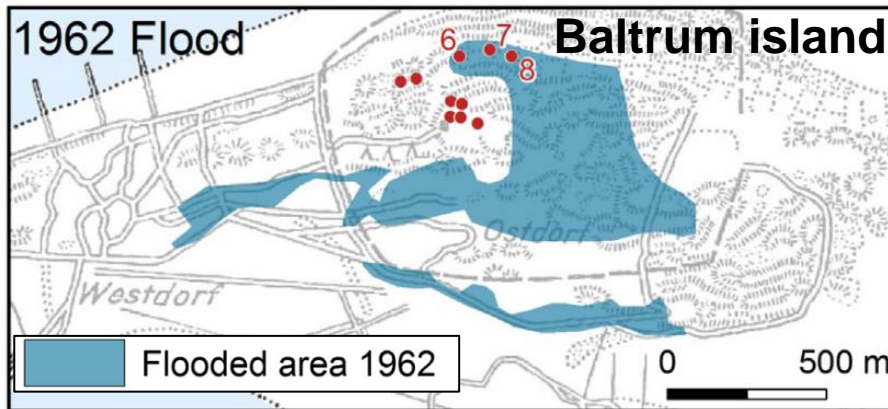 1962 Flood
Baltrum island
6
7
8
Ostdorf
Westdorf
Flooded area 1962
0
500 m